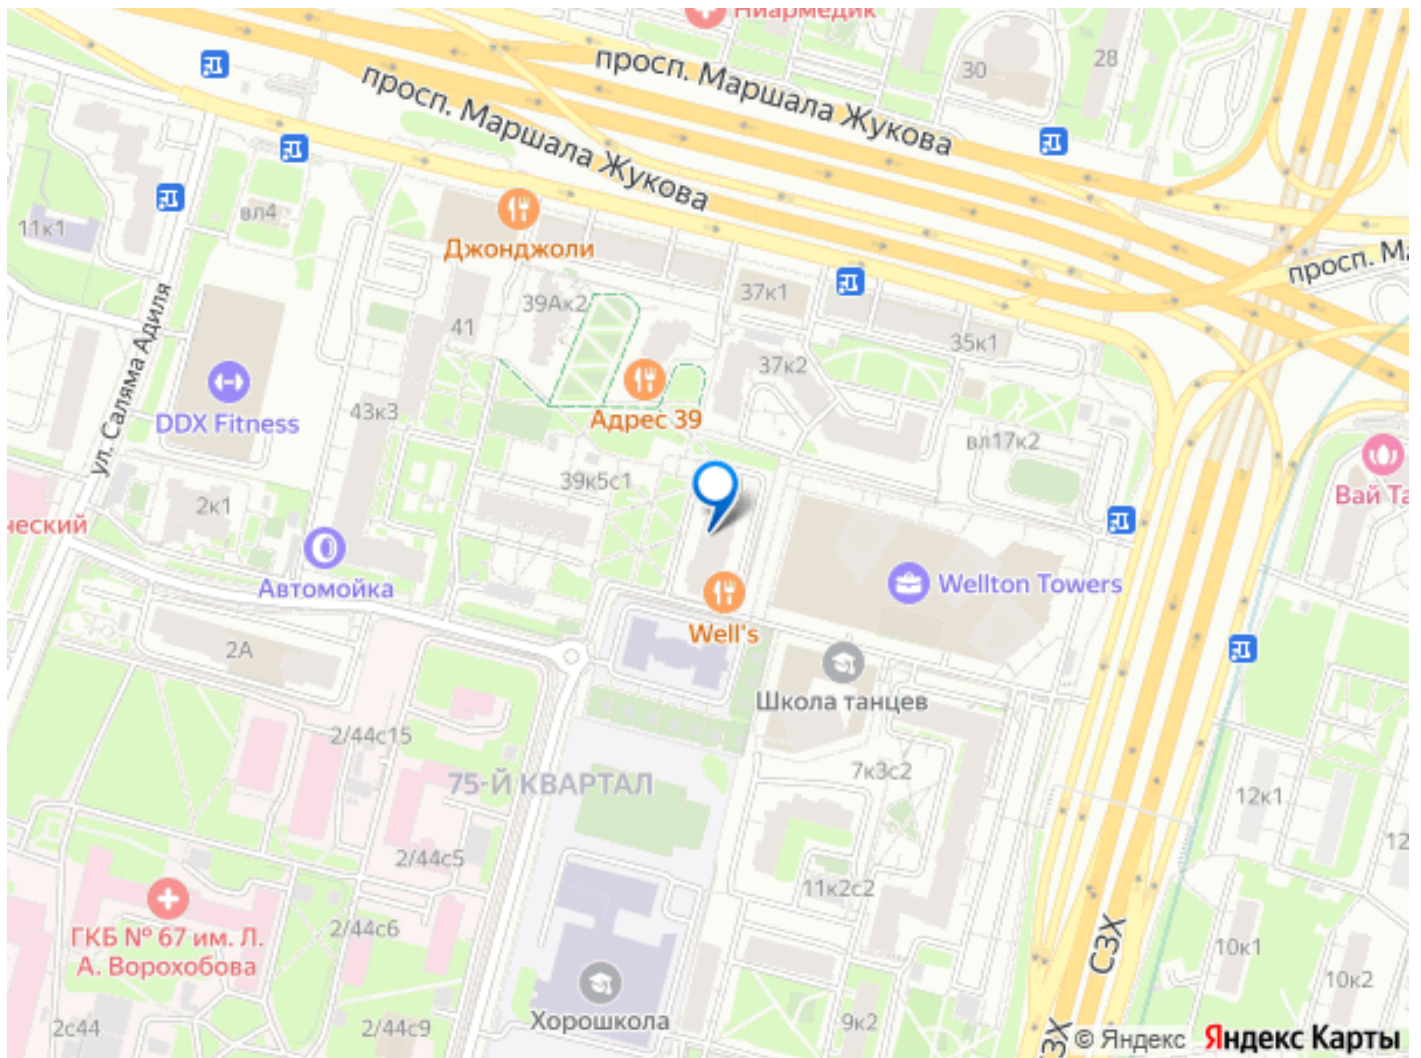 Ниармедик
просп. Маршала Жукова
30
28
просп. Маршала Жукова
вл4
11к1
Джонджоли
просп. Ма
39Ак2
37к1
41
35к1
ул. Саляма Адиля
37к2
DDX Fitness
43к3
Адрес 39
вл17к2
39к5с1
Вай Та
2к1
ческий
Автомойка
Wellton Towers
Well's
2А
Школа танцев
2/44с15
75-Й КВАРТАЛ
7к3с2
12к1
12
2/44с5
11к2с2
ГКБ № 67 им. Л.
А. Ворохобова
2/44с6
СЗХ
10к1
10к2
Хорошкола
2с44
2/44с9
9к2
СЗХ
© Яндекс Яндекс Карты